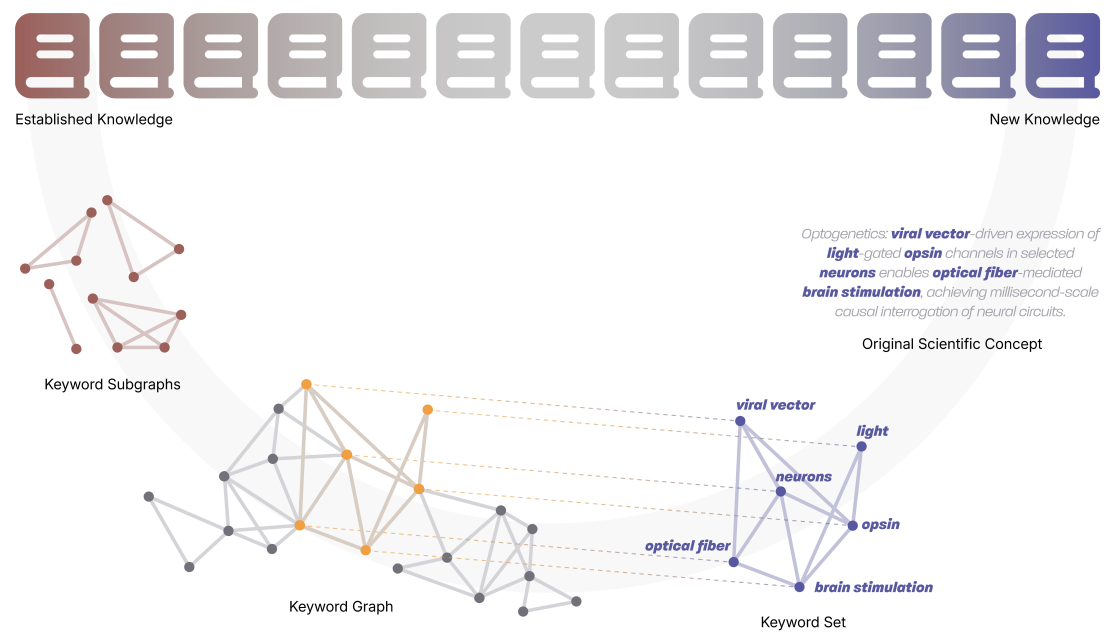 Established Knowledge
New Knowledge
Optogenetics: viral vector-driven expression of
light-gated opsin channels in selected
neurons enables optical fiber-mediated
brain stimulation, achieving millisecond-scale
causal interrogation of neural circuits.
Original Scientific Concept
Keyword Subgraphs
viral vector
light
neurons
opsin
optical fiber
brain stimulation
Keyword Graph
Keyword Set